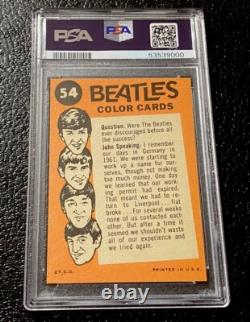 PSA
PSA
53539000
54
BEATLES
COLOR CARDS
Question: Were The Beatles
ever discouraged before all
the success?
John Speaking: I remember
our days in Germany in
1961. We were starting
work up a name for our-
selves, though not making
too much money. One day
we learned that our work-
ing permit had expired.
That meant we had to
return to Liverpool... flat
broke... For several weeks
none of us contacted each
other. But after a time it
seemed we shouldn't waste
all of our experience and
we tried again.
©T.C.G.
PRINTED IN U.S.A.